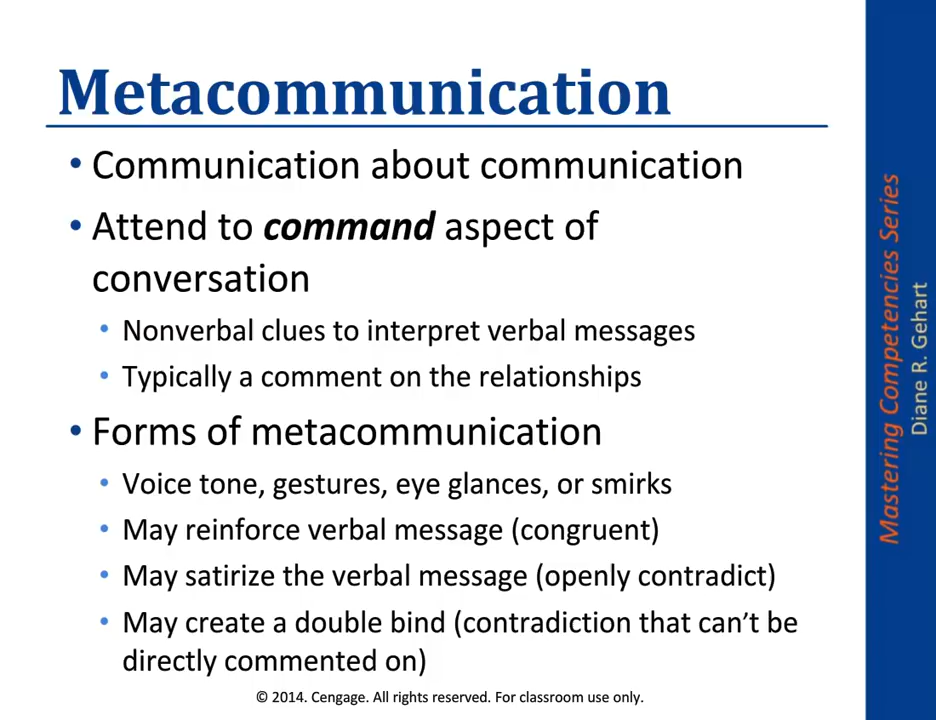 Metacommunication
• Communication about communication
• Attend to command aspect of
conversation
• Nonverbal clues to interpret verbal messages
• Typically a comment on the relationships
• Forms of metacommunication
• Voice tone, gestures, eye glances, or smirks
• May reinforce verbal message (congruent)
• May satirize the verbal message (openly contradict)
• May create a double bind (contradiction that can’t be
directly commented on)
© 2014. Cengage. All rights reserved. For classroom use only.
Mastering Competencies Series
Diane R. Gehart